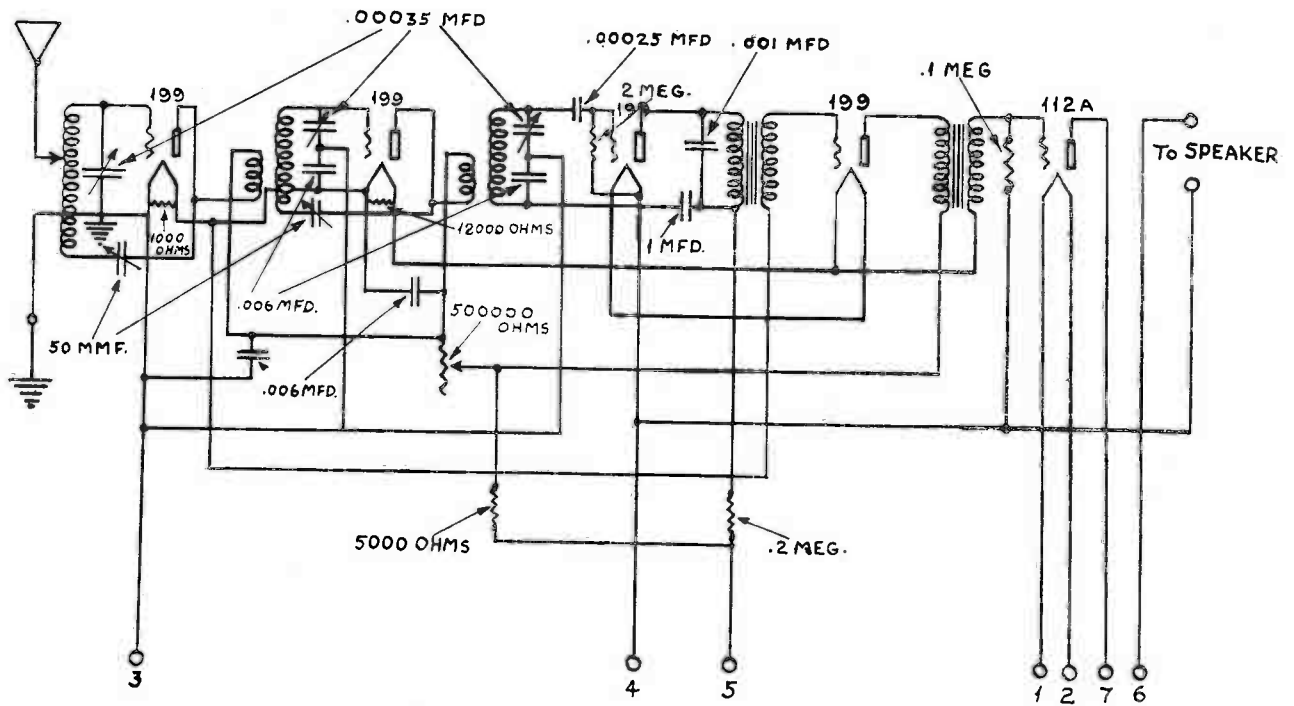 .00035 MFD
.00025 MFD
.001 MFD
.1 MEG
199
199
2 MEG.
199
112A
TO SPEAKER
1000
OHMS
12000 OHMS
1 MFD.
.006 MFD.
500000
OHMS
50 MMF.
.006 MFD.
5000 OHMS
.2 MEG.
3
4
5
1
2
7
6